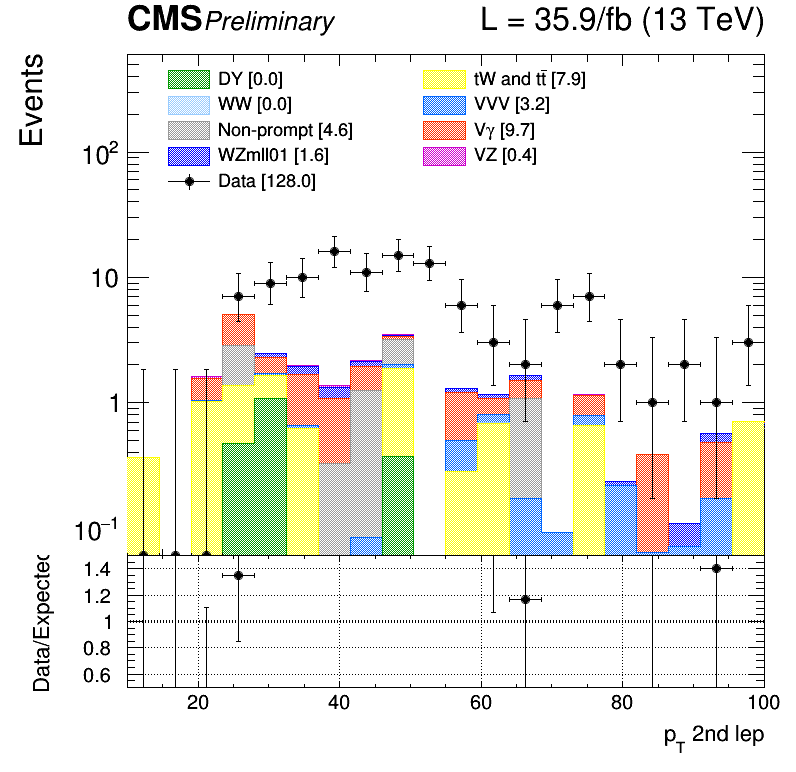 CMS Preliminary L = 35.9/fb (13 TeV)
Events
DY [0.0]
WW [0.0]
Non-prompt [4.6]
WZmll01 [1.6]
Data [128.0]
tW and tt̄ [7.9]
VVV [3.2]
Vγ [9.7]
VZ [0.4]
10²
10
1
10⁻¹
Data/Expected
1.4
1.2
1
0.8
0.6
20 40 60 80 100
p_T 2nd lep